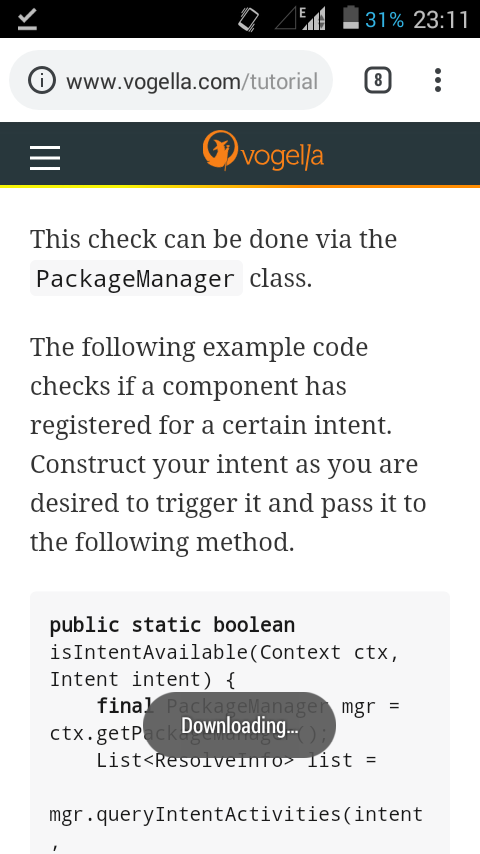 E 31% 23:11
www.vogella.com/tutorial 8
vogella
This check can be done via the
PackageManager class.
The following example code
checks if a component has
registered for a certain intent.
Construct your intent as you are
desired to trigger it and pass it to
the following method.
public static boolean
isIntentAvailable(Context ctx,
Intent intent) {
final PackageManager mgr =
ctx.getPackageManager();
Downloading...
List<ResolveInfo> list =
mgr.queryIntentActivities(intent
,